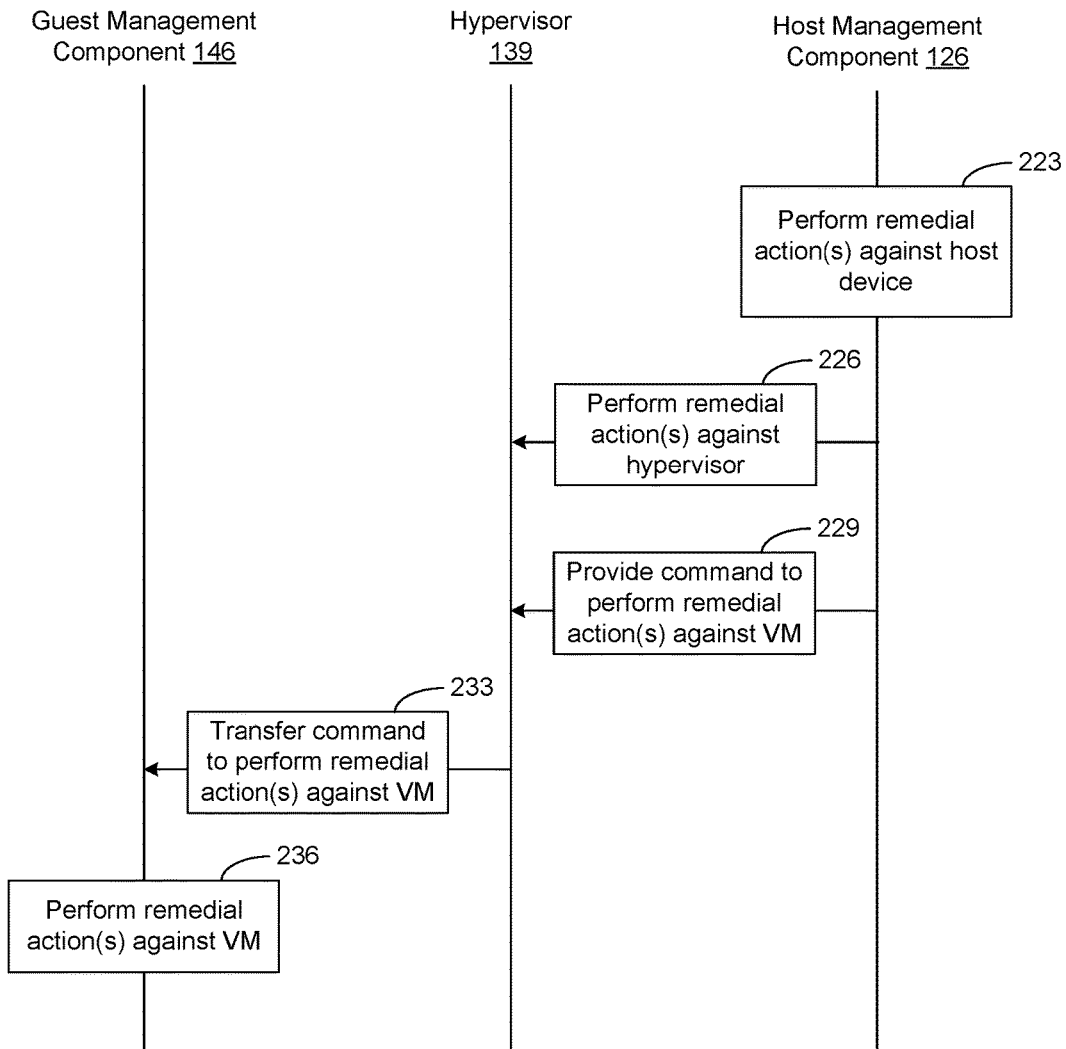 Guest Management
Component 146
Hypervisor
139
Host Management
Component 126
223
Perform remedial
action(s) against host
device
226
Perform remedial
action(s) against
hypervisor
229
Provide command to
perform remedial
action(s) against VM
233
Transfer command
to perform remedial
action(s) against VM
236
Perform remedial
action(s) against VM